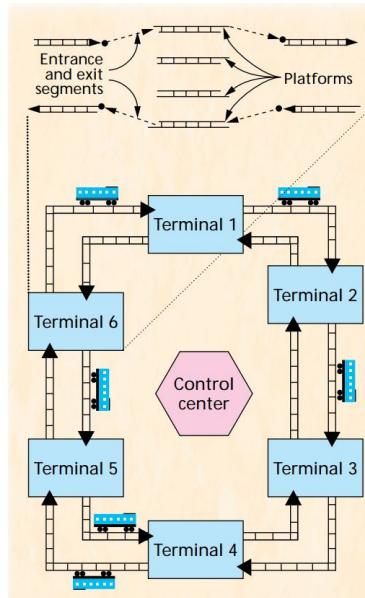 Entrance
and exit
segments
Platforms
Terminal 1
Terminal 2
Terminal 6
Control
center
Terminal 5
Terminal 3
Terminal 4